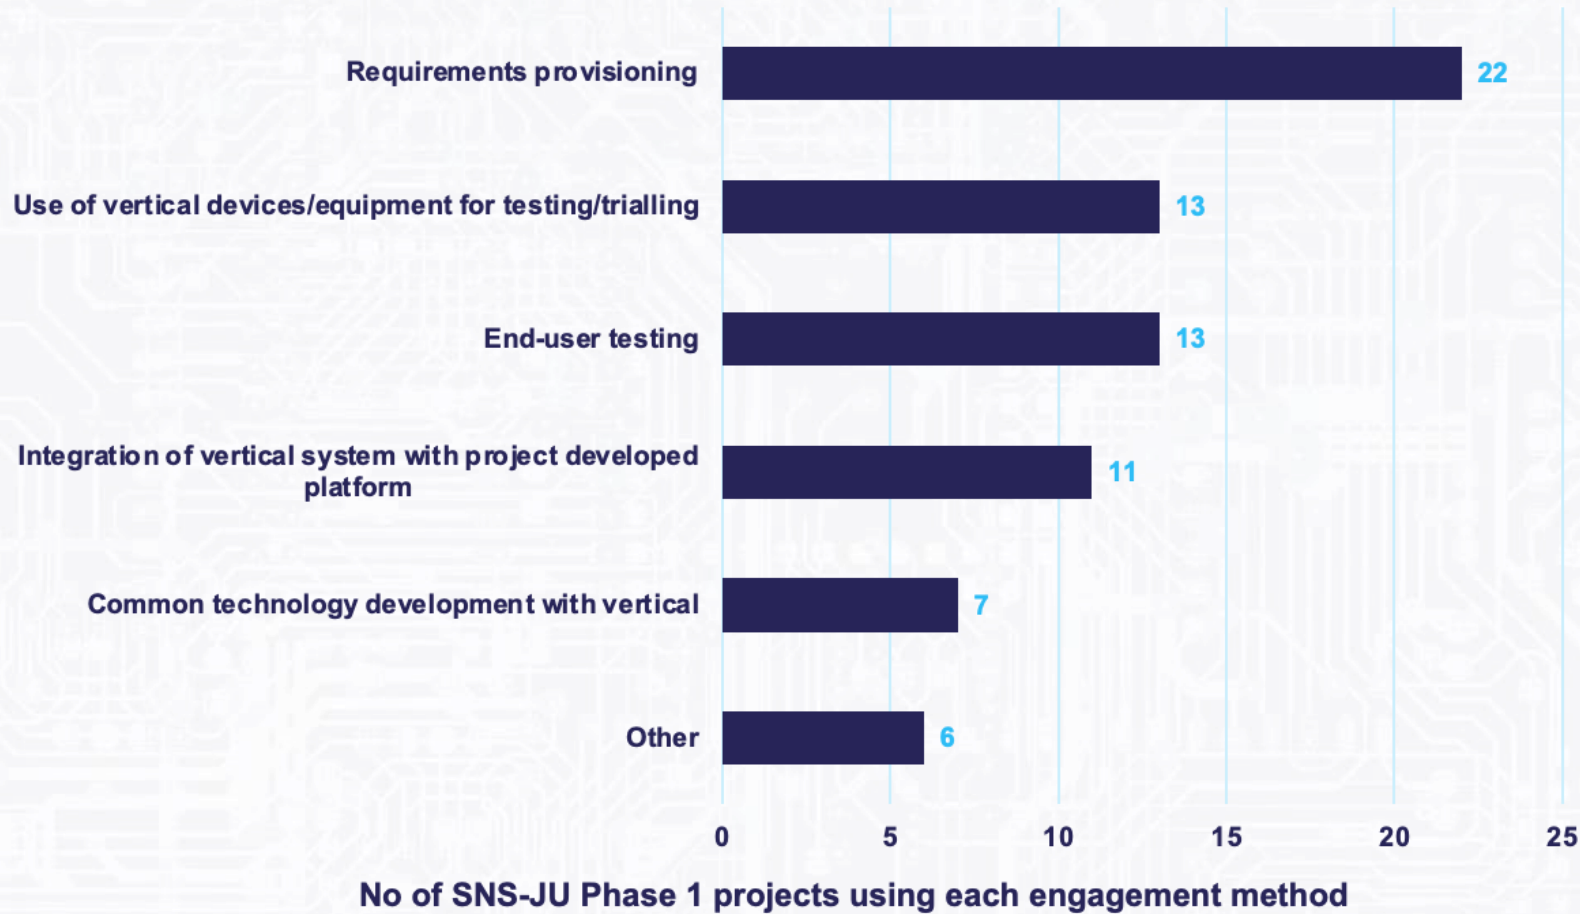 Requirements provisioning
22
Use of vertical devices/equipment for testing/trialling
13
End-user testing
13
Integration of vertical system with project developed
platform
11
Common technology development with vertical
7
Other
6
0 5 10 15 20 25
No of SNS-JU Phase 1 projects using each engagement method